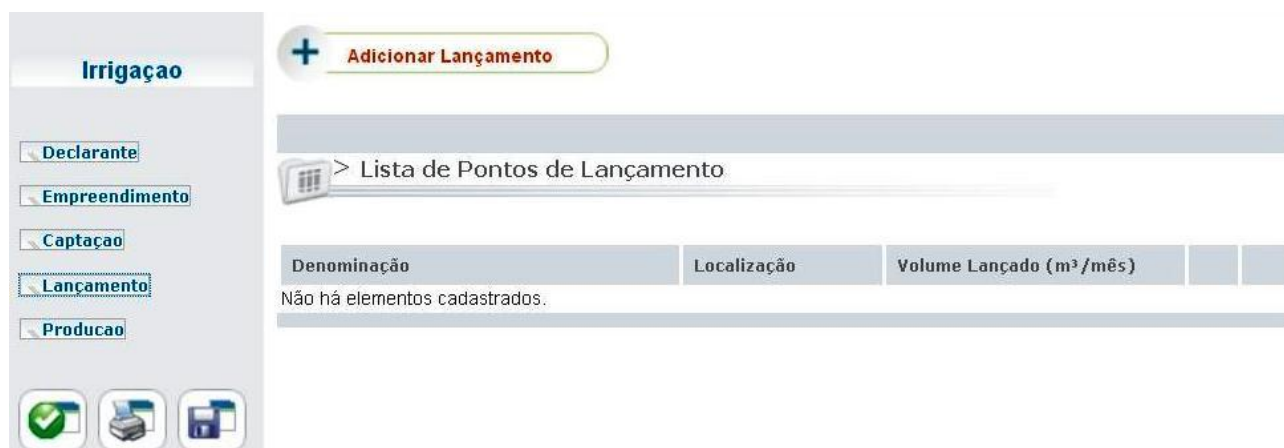 Irrigaçao
Declarante
Empreendimento
Captaçao
Lançamento
Producao
Adicionar Lançamento
> Lista de Pontos de Lançamento
Denominação Localização Volume Lançado (m³/mês)
Não há elementos cadastrados.